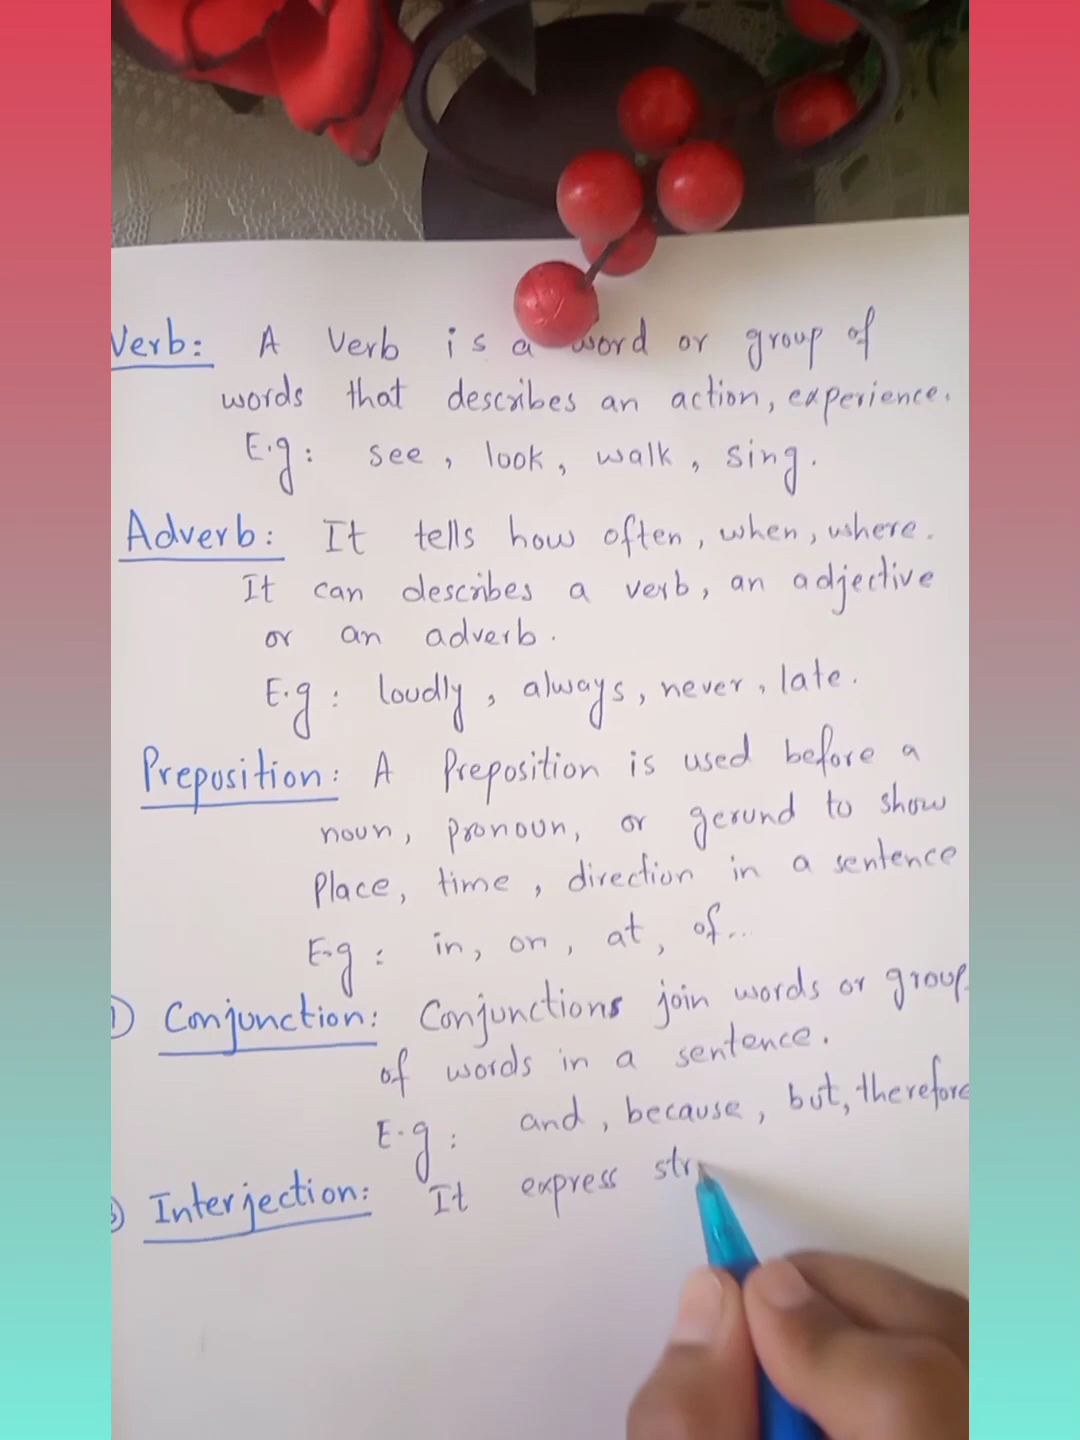 Verb: A Verb is a word or group of
words that describes an action, experience.
E.g: see, look, walk, sing.
Adverb: It tells how often, when, where.
It can describes a verb, an adjective
or an adverb.
E.g: loudly, always, never, late.
Preposition: A Preposition is used before a
noun, pronoun, or gerund to show
Place, time, direction in a sentence
E-g: in, on, at, of...
Conjunction: Conjunctions join words or group
of words in a sentence.
E.g: and, because, but, therefore
Interjection: It express str